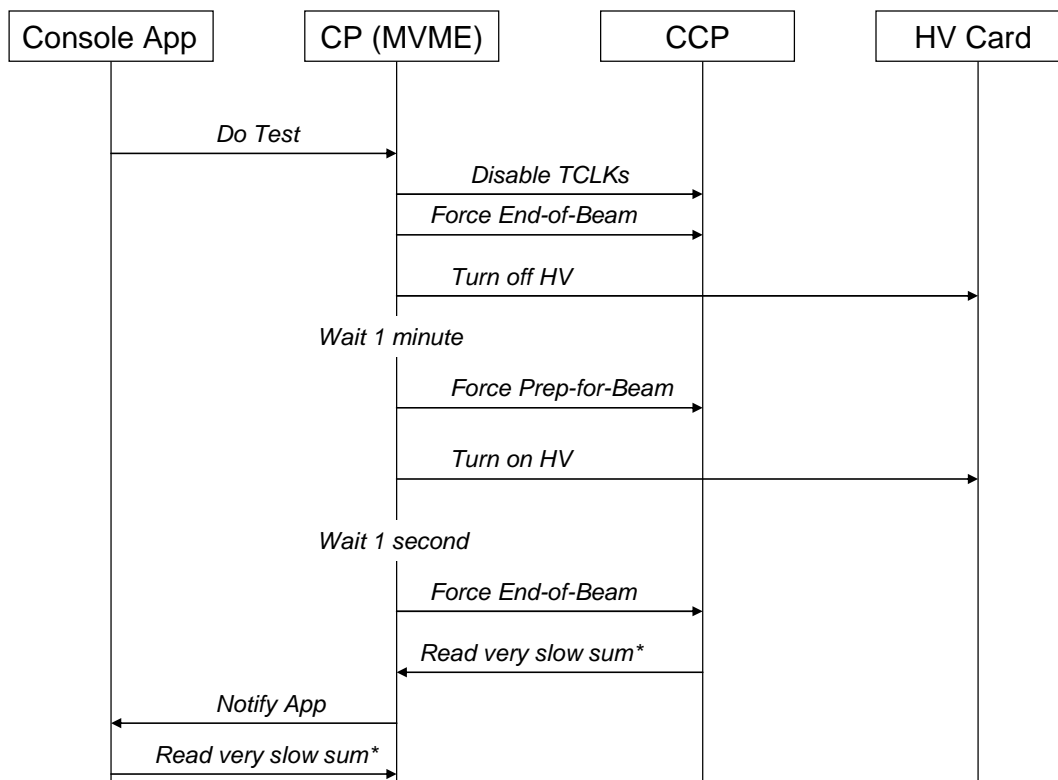 Console App
CP (MVME)
CCP
HV Card
Do Test
Disable TCLKs
Force End-of-Beam
Turn off HV
Wait 1 minute
Force Prep-for-Beam
Turn on HV
Wait 1 second
Force End-of-Beam
Read very slow sum*
Notify App
Read very slow sum*